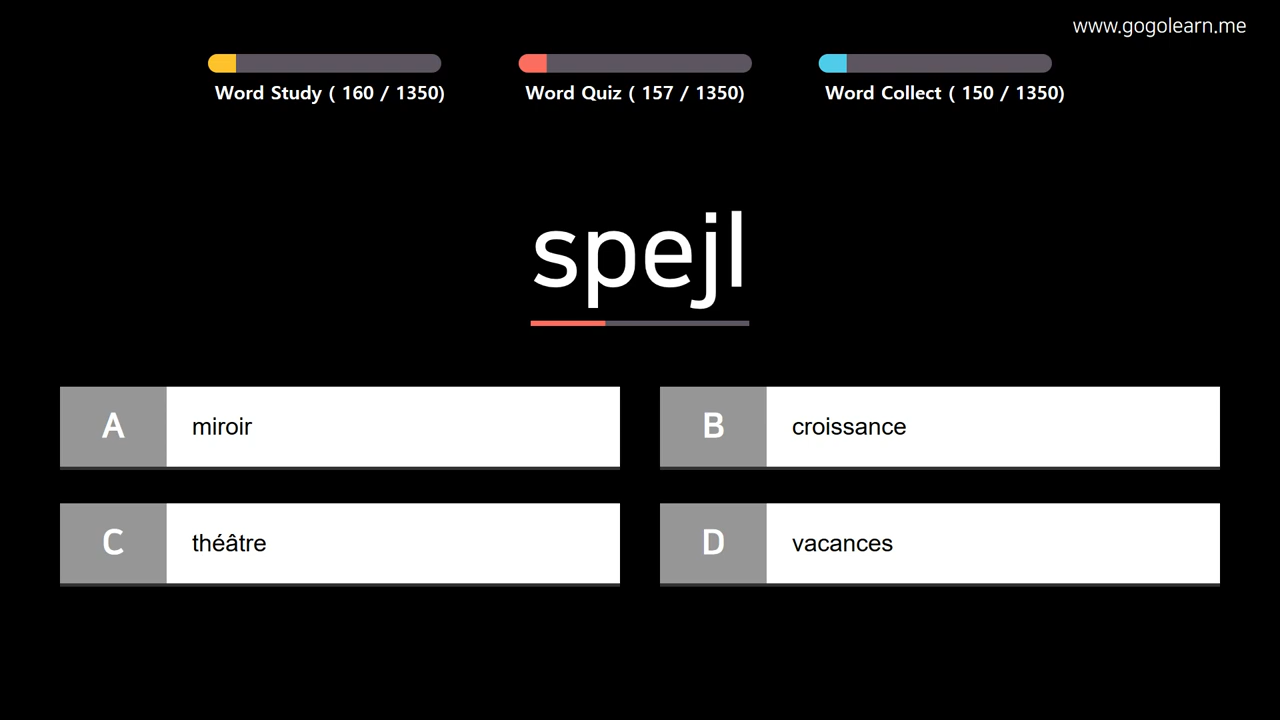 www.gogolearn.me
Word Study ( 160 / 1350)
Word Quiz ( 157 / 1350)
Word Collect ( 150 / 1350)
spejl
A miroir
B croissance
C théâtre
D vacances